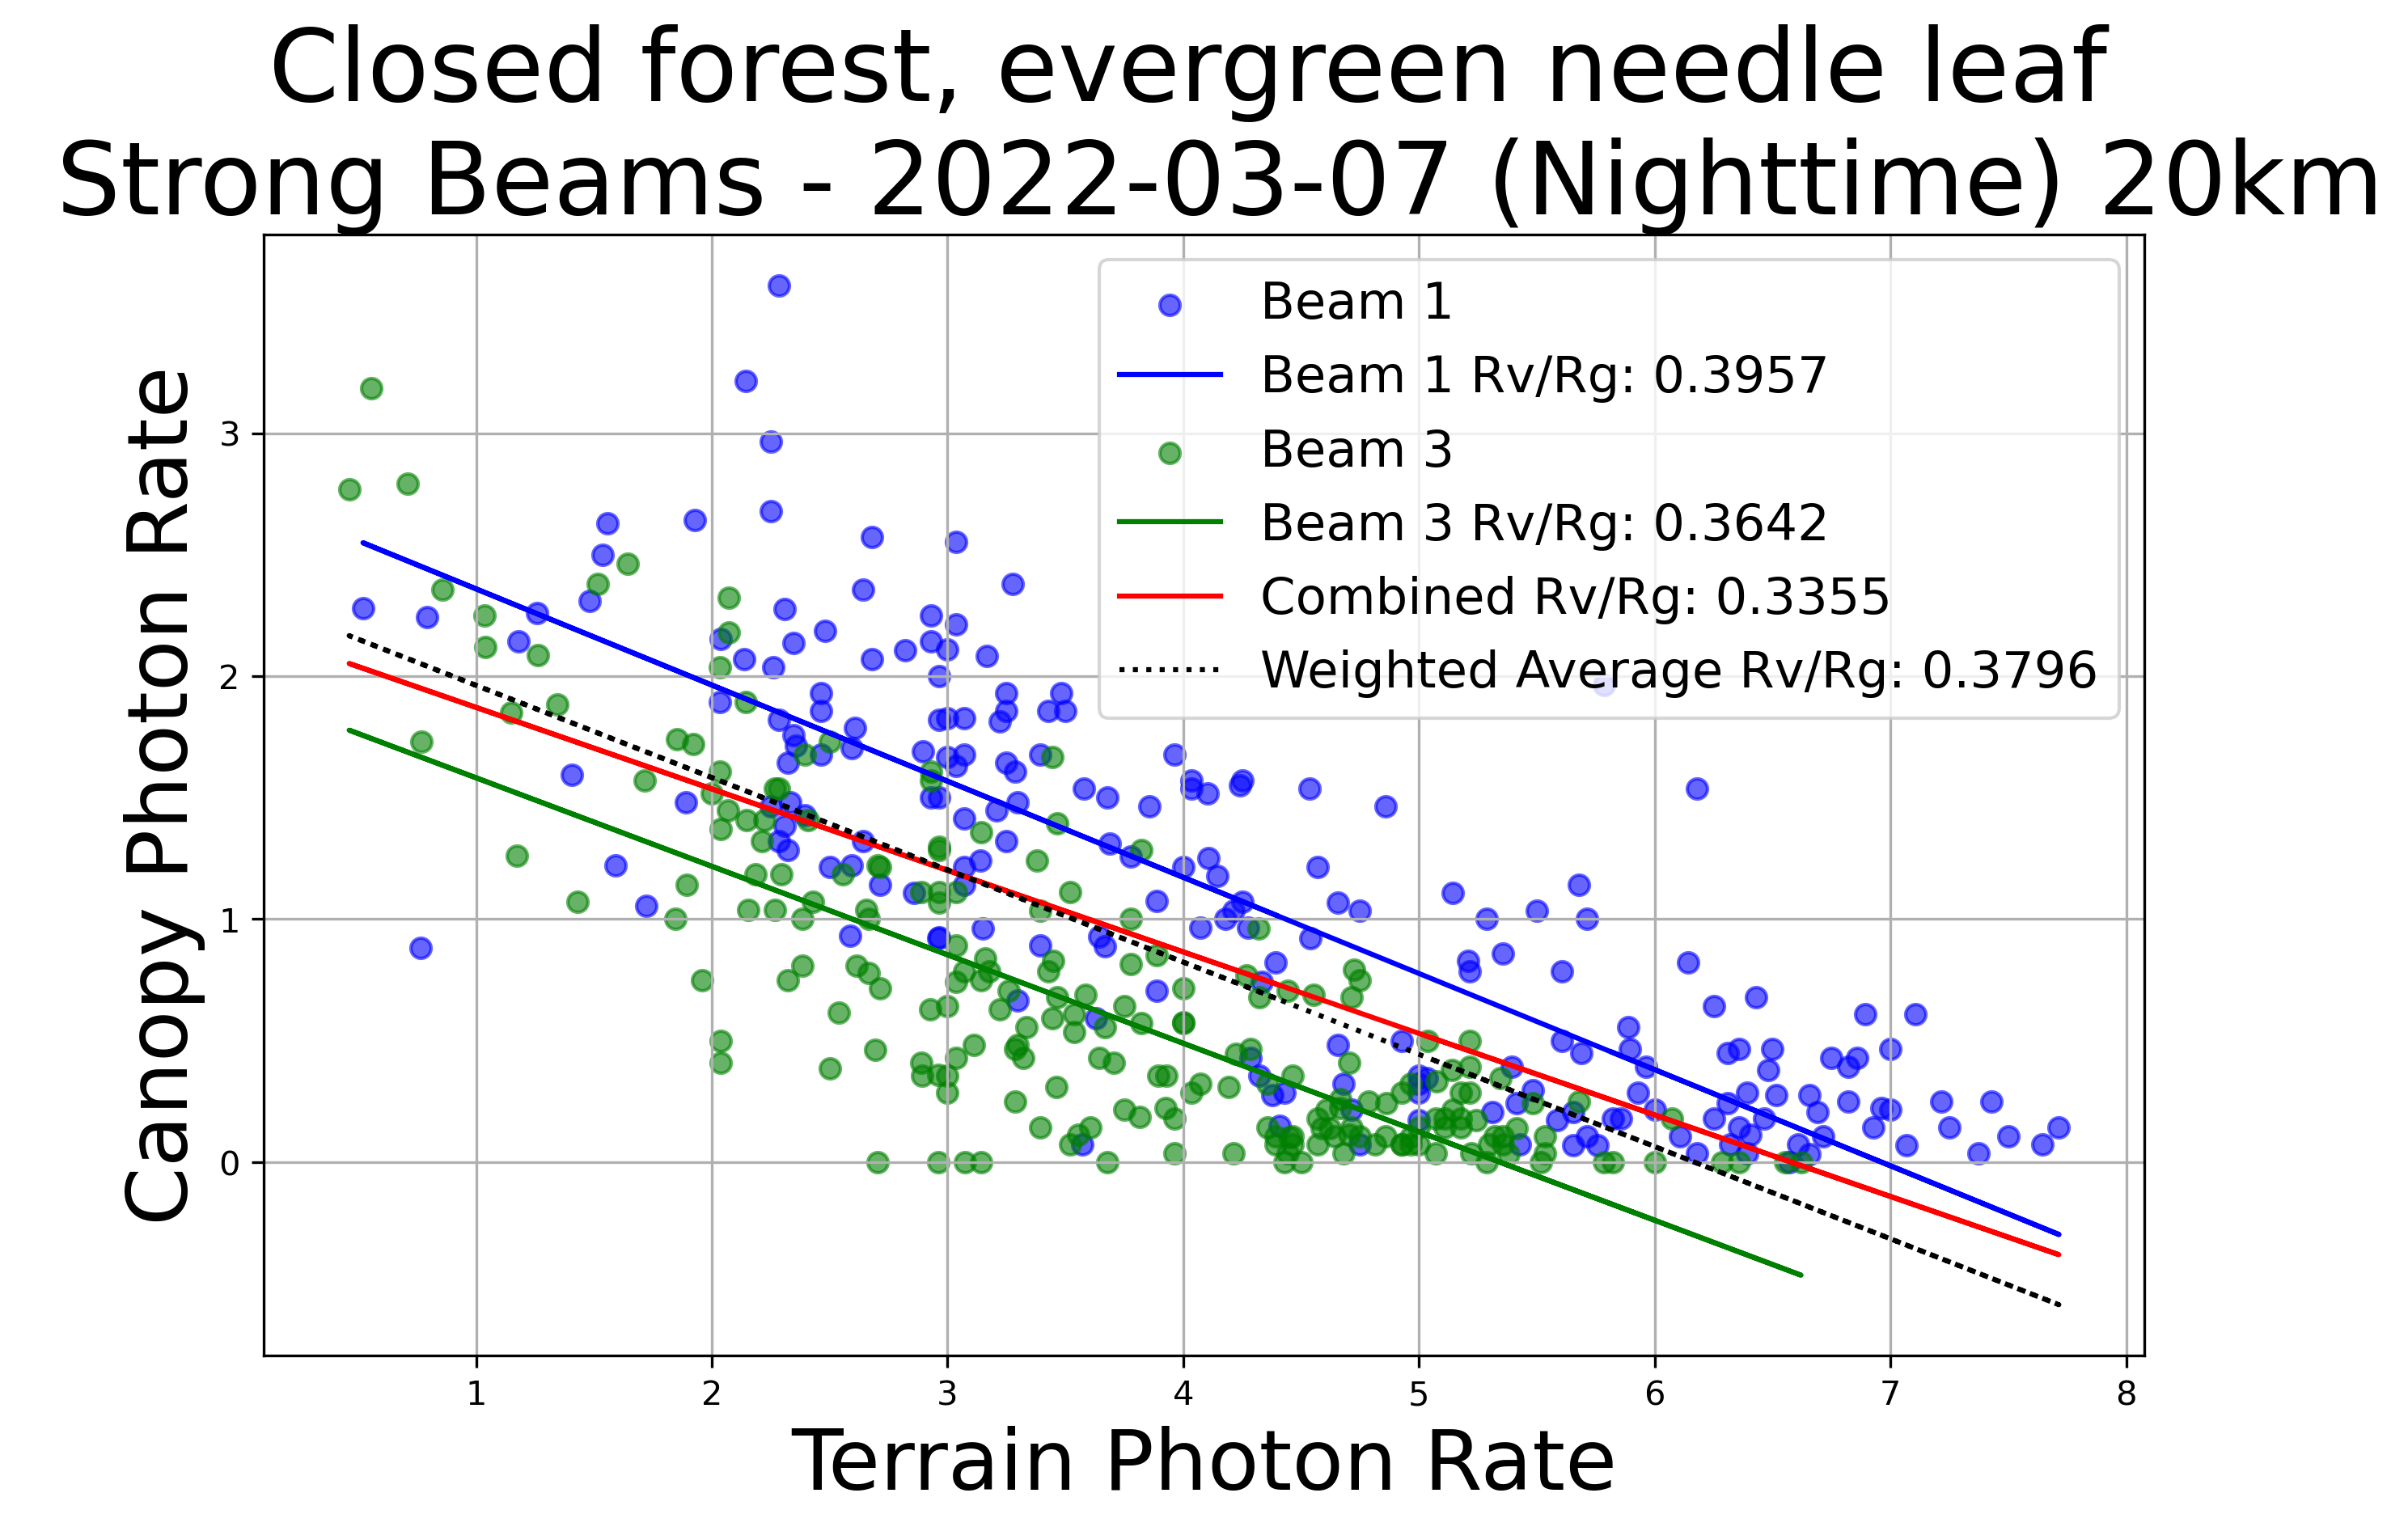 Closed forest, evergreen needle leaf
Strong Beams - 2022-03-07 (Nighttime) 20km
Beam 1
Beam 1 Rv/Rg: 0.3957
Beam 3
Beam 3 Rv/Rg: 0.3642
Combined Rv/Rg: 0.3355
Weighted Average Rv/Rg: 0.3796
Canopy Photon Rate
3
2
1
0
1 2 3 4 5 6 7 8
Terrain Photon Rate